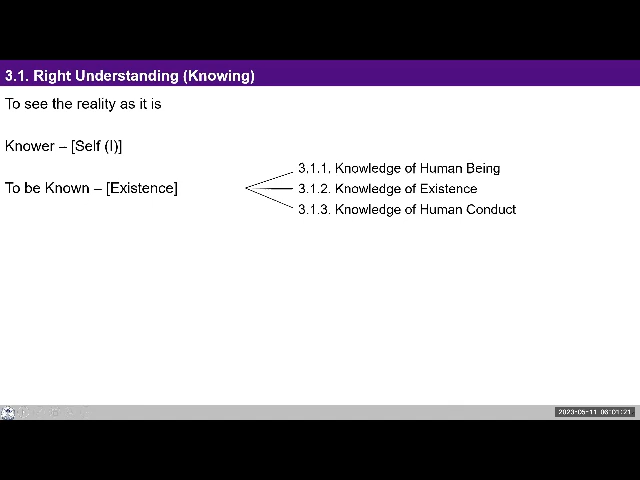 3.1. Right Understanding (Knowing)
To see the reality as it is
Knower – [Self (I)]
To be Known – [Existence]
3.1.1. Knowledge of Human Being
3.1.2. Knowledge of Existence
3.1.3. Knowledge of Human Conduct
2023-05-11 06:01:21